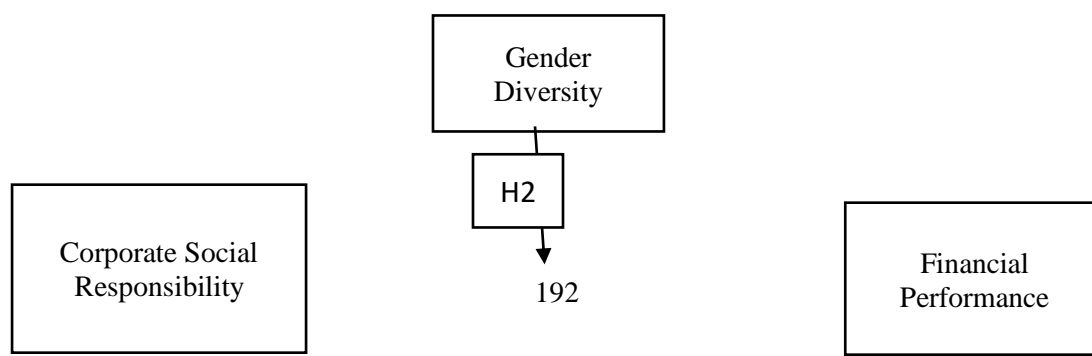 Gender
Diversity
H2
Corporate Social
Responsibility
192
Financial
Performance